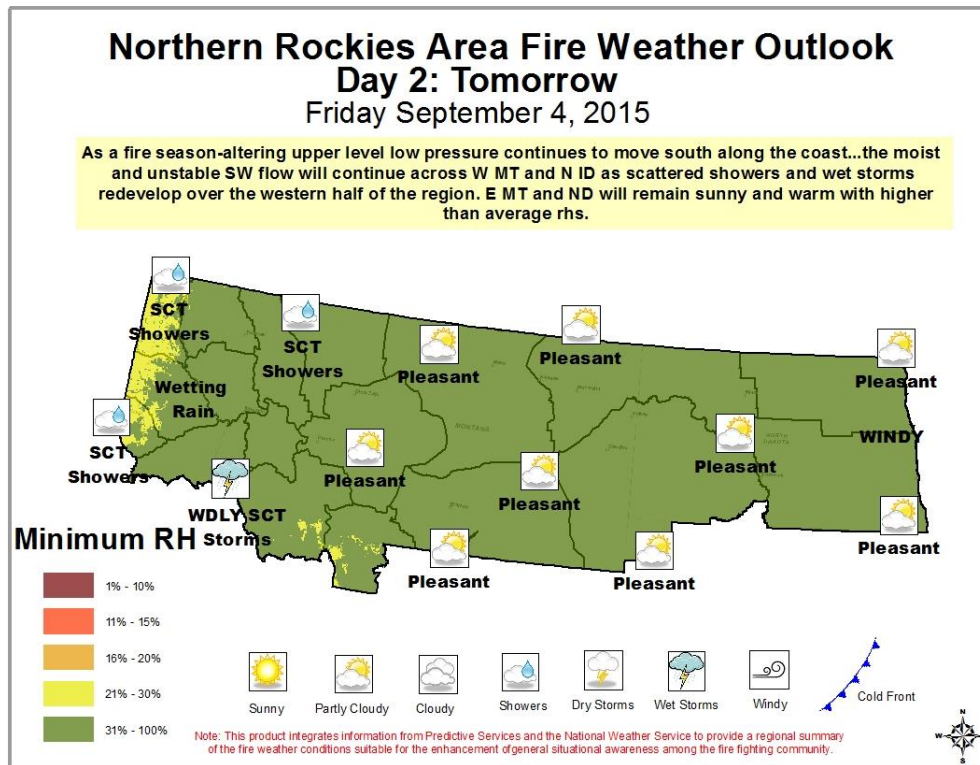 Northern Rockies Area Fire Weather Outlook
Day 2: Tomorrow
Friday September 4, 2015
As a fire season-altering upper level low pressure continues to move south along the coast...the moist
and unstable SW flow will continue across W MT and N ID as scattered showers and wet storms
redevelop over the western half of the region. E MT and ND will remain sunny and warm with higher
than average rhs.
SCT
Showers
SCT
Showers
Pleasant
Pleasant
Pleasant
Wetting
Rain
WINDY
MONTANA
NORTH
DAKOTA
SCT
Showers
Pleasant
Pleasant
Pleasant
WDLY SCT
Storms
Pleasant
Pleasant
Minimum RH
1% - 10%
11% - 15%
16% - 20%
21% - 30%
31% - 100%
Sunny
Partly Cloudy
Cloudy
Showers
Dry Storms
Wet Storms
Windy
Cold Front
Note: This product integrates information from Predictive Services and the National Weather Service to provide a regional summary
of the fire weather conditions suitable for the enhancement of general situational awareness among the fire fighting community.
N
W
E
S